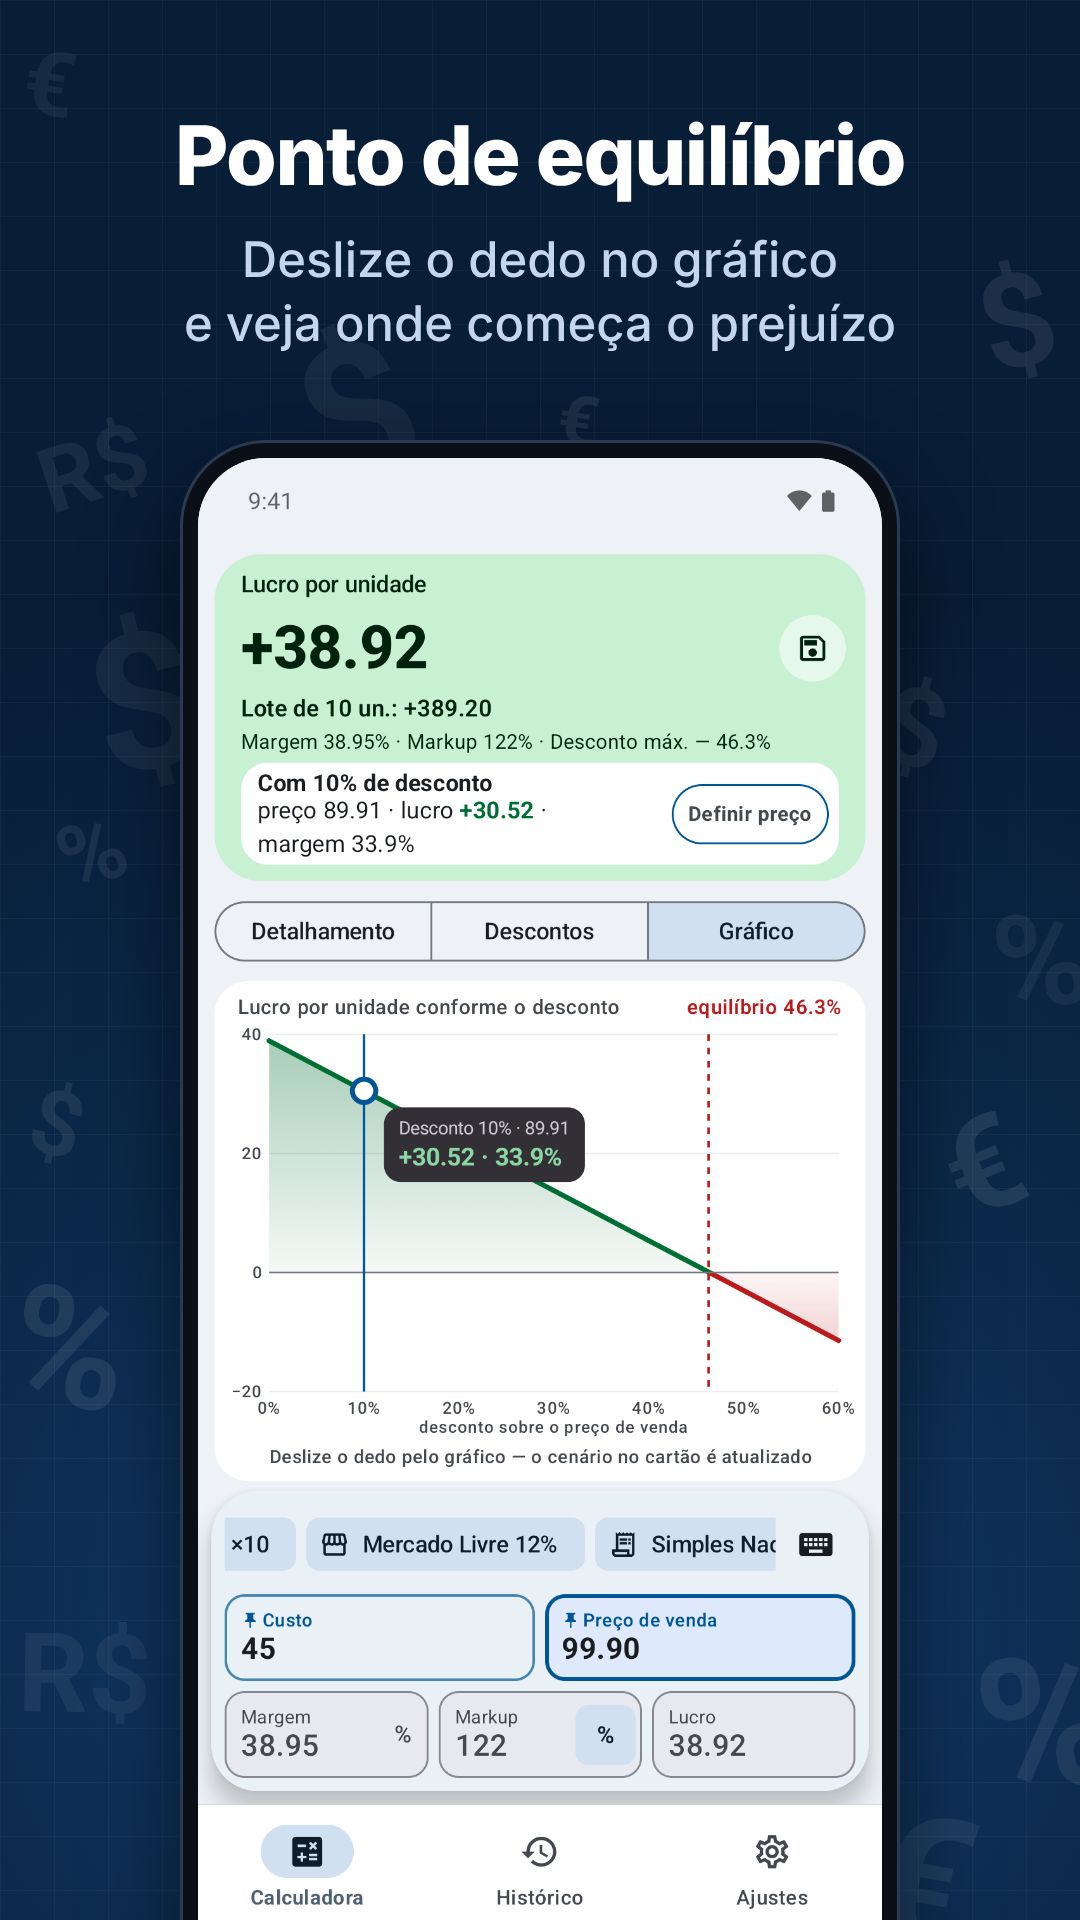 Ponto de equilíbrio
Deslize o dedo no gráfico
e veja onde começa o prejuízo
9:41
Lucro por unidade
+38.92
Lote de 10 un.: +389.20
Margem 38.95% · Markup 122% · Desconto máx. — 46.3%
Com 10% de desconto
preço 89.91 · lucro +30.52 ·
margem 33.9%
Definir preço
Detalhamento
Descontos
Gráfico
Lucro por unidade conforme o desconto
equilíbrio 46.3%
40
20
0
−20
Desconto 10% · 89.91
+30.52 · 33.9%
0%
10%
20%
30%
40%
50%
60%
desconto sobre o preço de venda
Deslize o dedo pelo gráfico — o cenário no cartão é atualizado
×10
Mercado Livre 12%
Simples Nac
Custo
45
Preço de venda
99.90
Margem
38.95
%
Markup
122
%
Lucro
38.92
Calculadora
Histórico
Ajustes
€
$
$
€
R$
$
$
%
%
$
€
%
R$
%
€